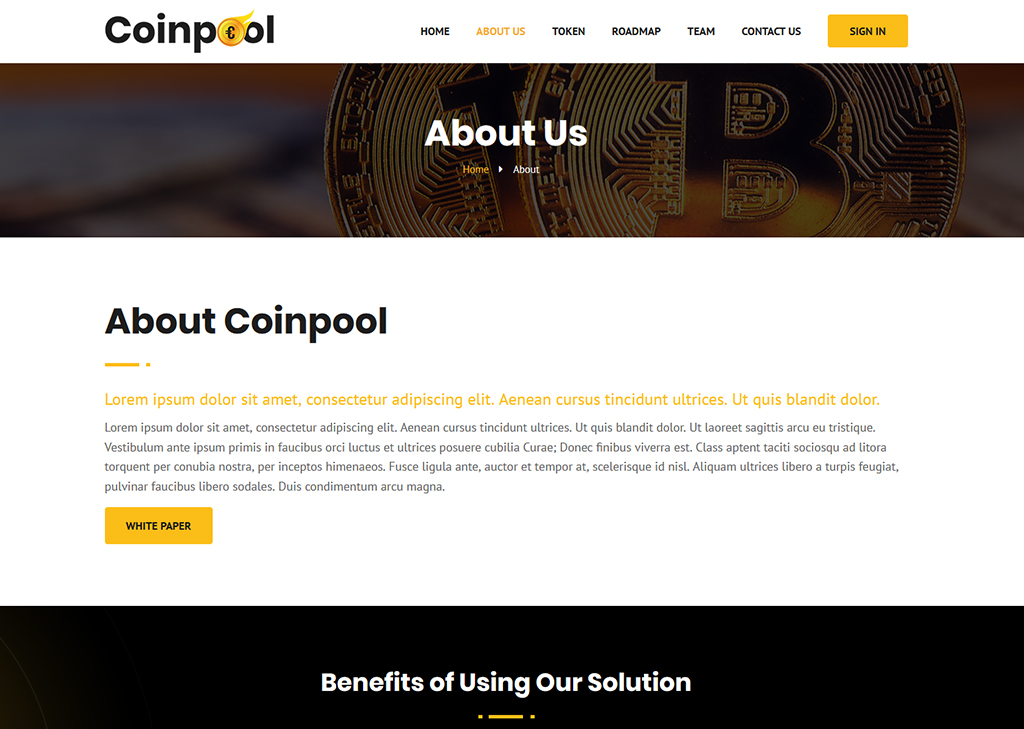 Coinpool
HOME
ABOUT US
TOKEN
ROADMAP
TEAM
CONTACT US
SIGN IN
About Us
Home
About
About Coinpool
Lorem ipsum dolor sit amet, consectetur adipiscing elit. Aenean cursus tincidunt ultrices. Ut quis blandit dolor.
Lorem ipsum dolor sit amet, consectetur adipiscing elit. Aenean cursus tincidunt ultrices. Ut quis blandit dolor. Ut laoreet sagittis arcu eu tristique.
Vestibulum ante ipsum primis in faucibus orci luctus et ultrices posuere cubilia Curae; Donec finibus viverra est. Class aptent taciti sociosqu ad litora
torquent per conubia nostra, per inceptos himenaeos. Fusce ligula ante, auctor et tempor at, scelerisque id nisl. Aliquam ultrices libero a turpis feugiat,
pulvinar faucibus libero sodales. Duis condimentum arcu magna.
WHITE PAPER
Benefits of Using Our Solution